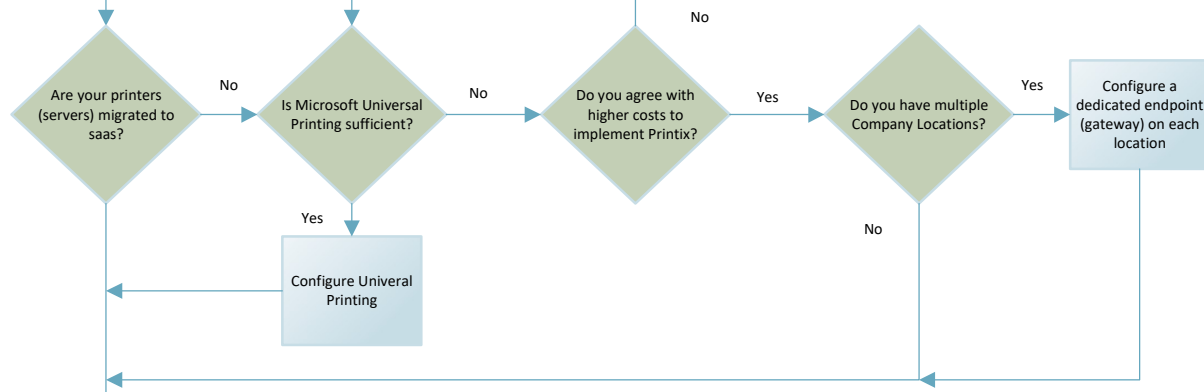 No
Are your printers
(servers) migrated to
saas?
No
Is Microsoft Universal
Printing sufficient?
No
Do you agree with
higher costs to
implement Printix?
Yes
Do you have multiple
Company Locations?
Yes
Configure a
dedicated endpoint
(gateway) on each
location
Yes
No
Configure Univeral
Printing